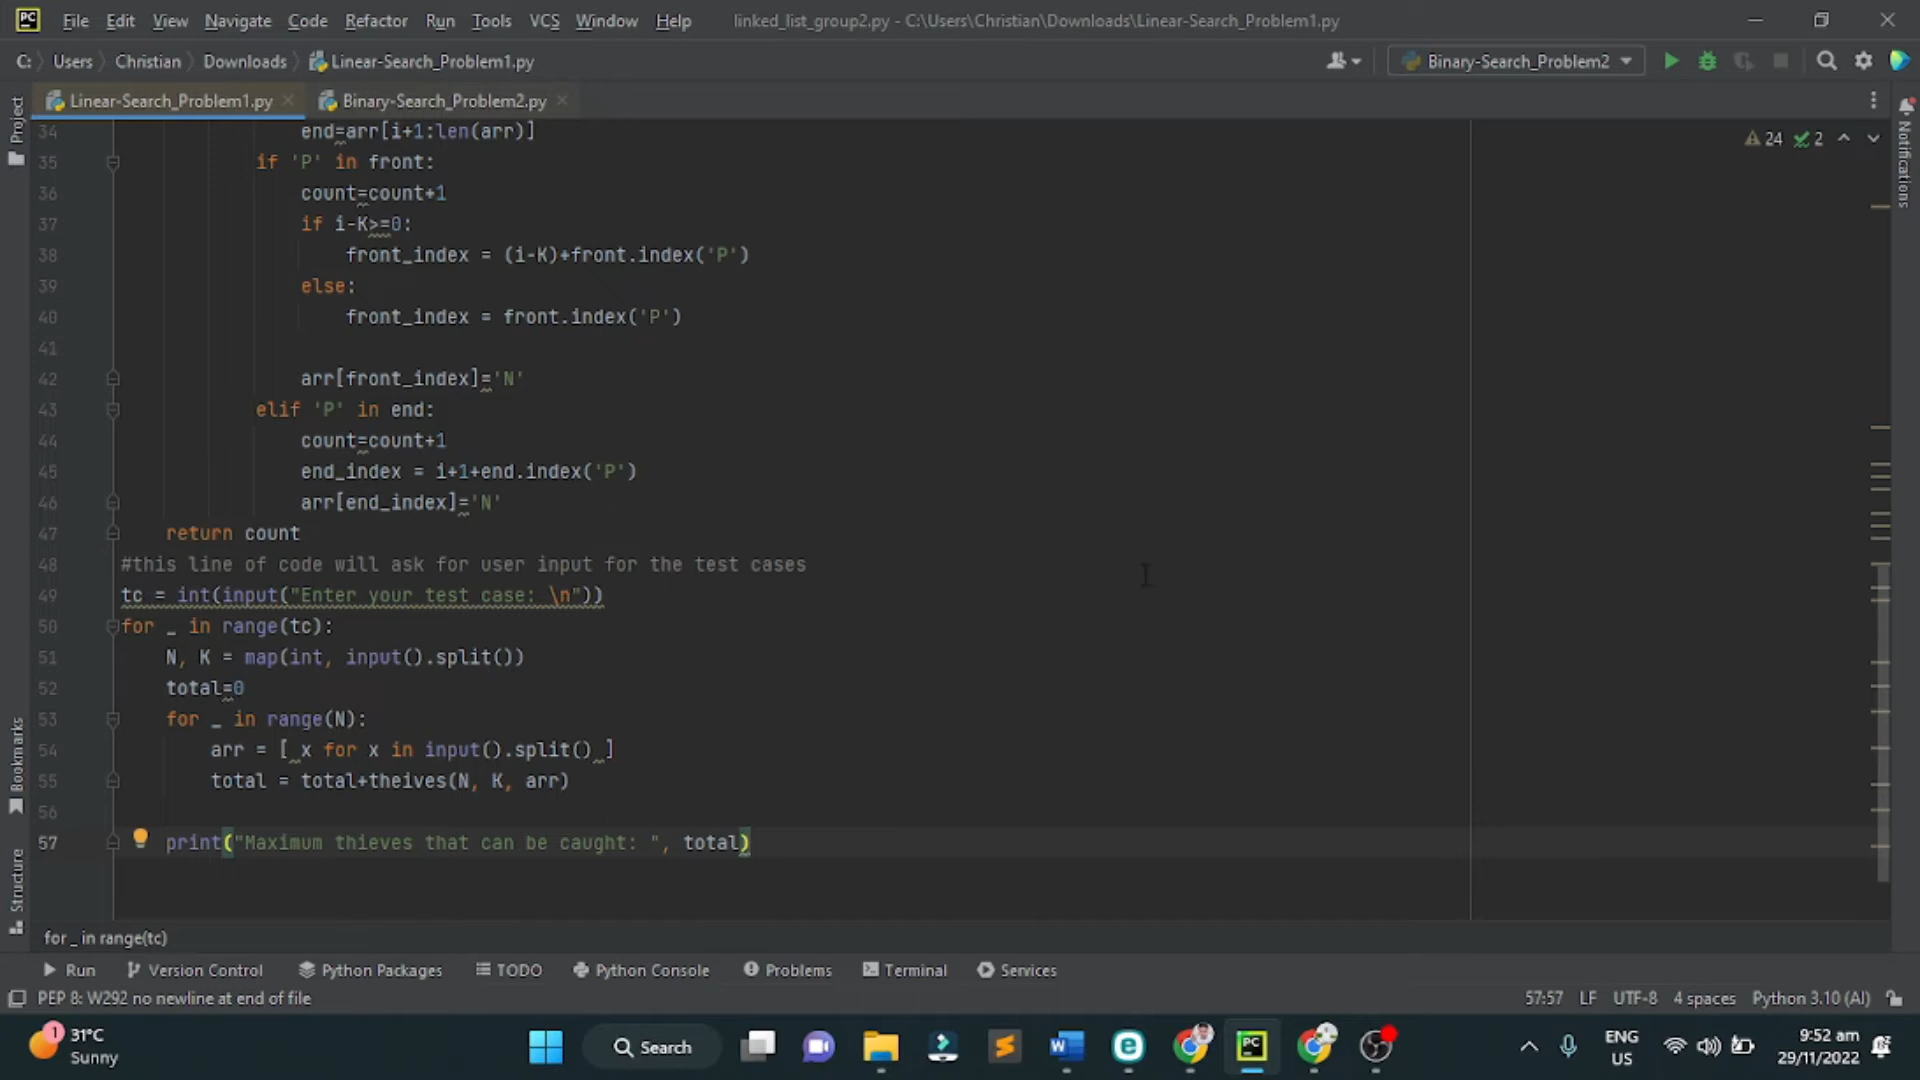 PC File Edit View Navigate Code Refactor Run Tools VCS Window Help linked_list_group2.py - C:\Users\Christian\Downloads\Linear-Search_Problem1.py
C: Users Christian Downloads Linear-Search_Problem1.py Binary-Search_Problem2
Linear-Search_Problem1.py Binary-Search_Problem2.py
Project
Notifications
24 2
34 end=arr[i+1:len(arr)]
35 if 'P' in front:
36 count=count+1
37 if i-K>=0:
38 front_index = (i-K)+front.index('P')
39 else:
40 front_index = front.index('P')
41
42 arr[front_index]='N'
43 elif 'P' in end:
44 count=count+1
45 end_index = i+1+end.index('P')
46 arr[end_index]='N'
47 return count
48 #this line of code will ask for user input for the test cases
49 tc = int(input("Enter your test case: \n"))
50 for _ in range(tc):
51 N, K = map(int, input().split())
52 total=0
53 for _ in range(N):
54 arr = [ x for x in input().split() ]
55 total = total+theives(N, K, arr)
56
57 print("Maximum thieves that can be caught: ", total)
Bookmarks
Structure
for _ in range(tc)
Run Version Control Python Packages TODO Python Console Problems Terminal Services
PEP 8: W292 no newline at end of file 57:57 LF UTF-8 4 spaces Python 3.10 (AI)
1 31°C
Sunny
Search
ENG
US
9:52 am
29/11/2022